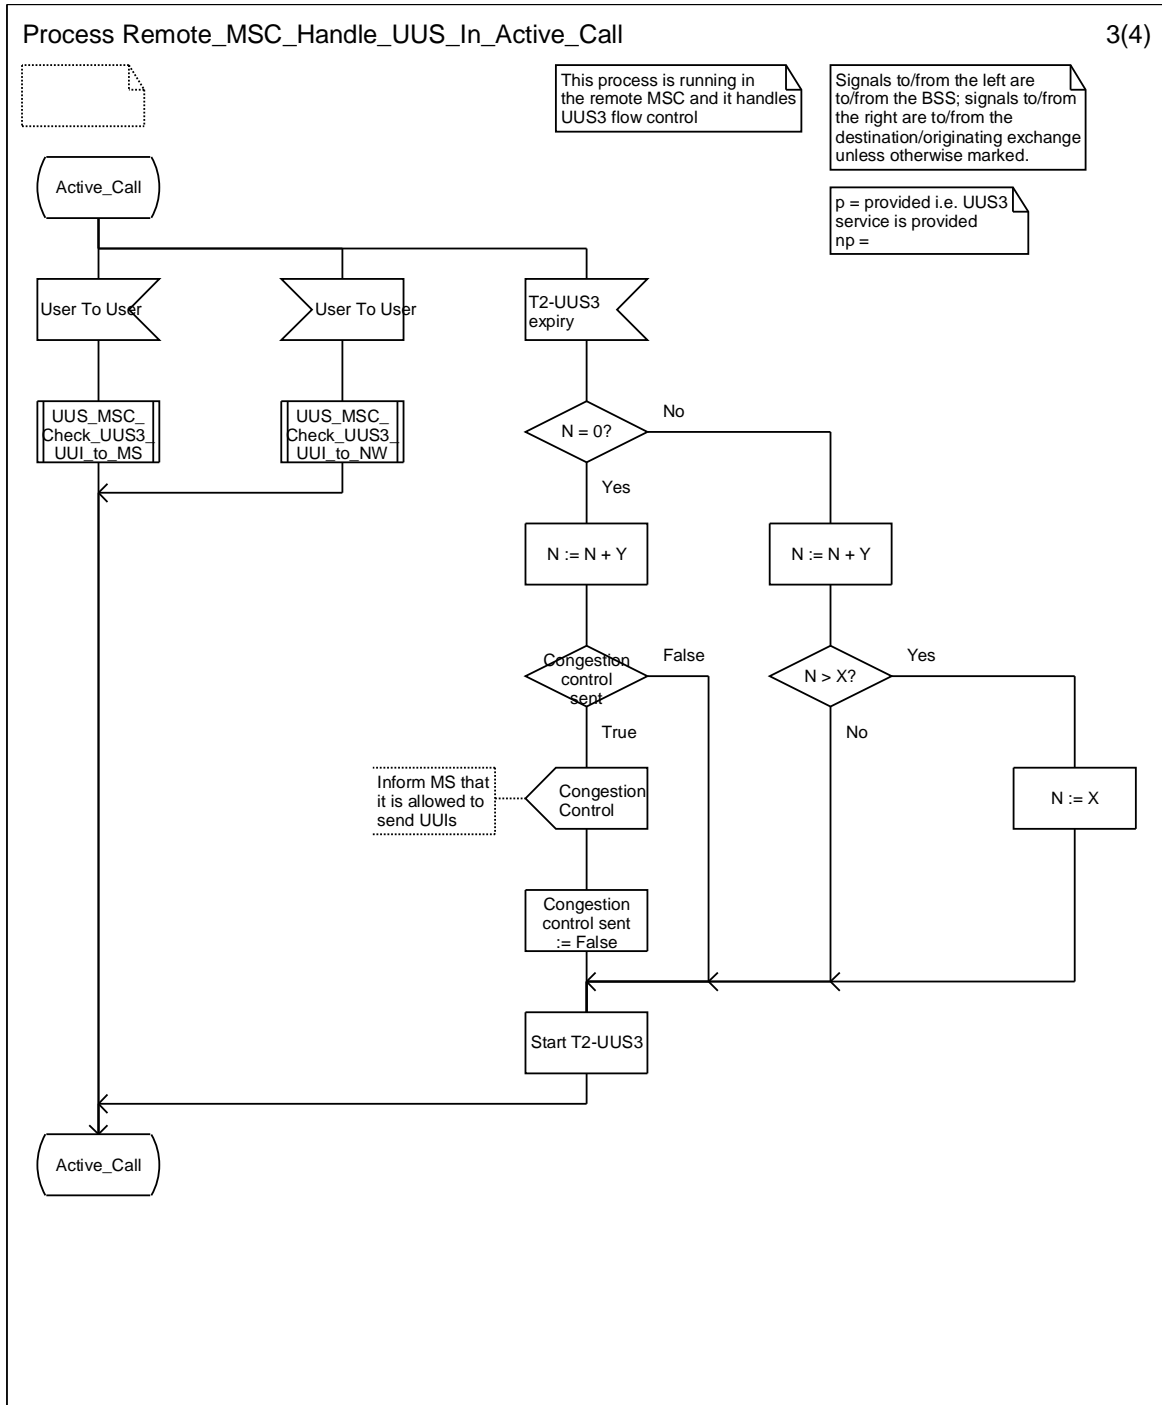 Process Remote_MSC_Handle_UUS_In_Active_Call
3(4)
This process is running in
the remote MSC and it handles
UUS3 flow control
Signals to/from the left are
to/from the BSS; signals to/from
the right are to/from the
destination/originating exchange
unless otherwise marked.
p = provided i.e. UUS3
service is provided
np =
Active_Call
User To User
User To User
T2-UUS3
expiry
UUS_MSC_
Check_UUS3_
UUI_to_MS
UUS_MSC_
Check_UUS3_
UUI_to_NW
N = 0?
No
Yes
N := N + Y
N := N + Y
Congestion
control
sent
False
True
N > X?
Yes
No
Inform MS that
it is allowed to
send UUIs
Congestion
Control
N := X
Congestion
control sent
:= False
Start T2-UUS3
Active_Call